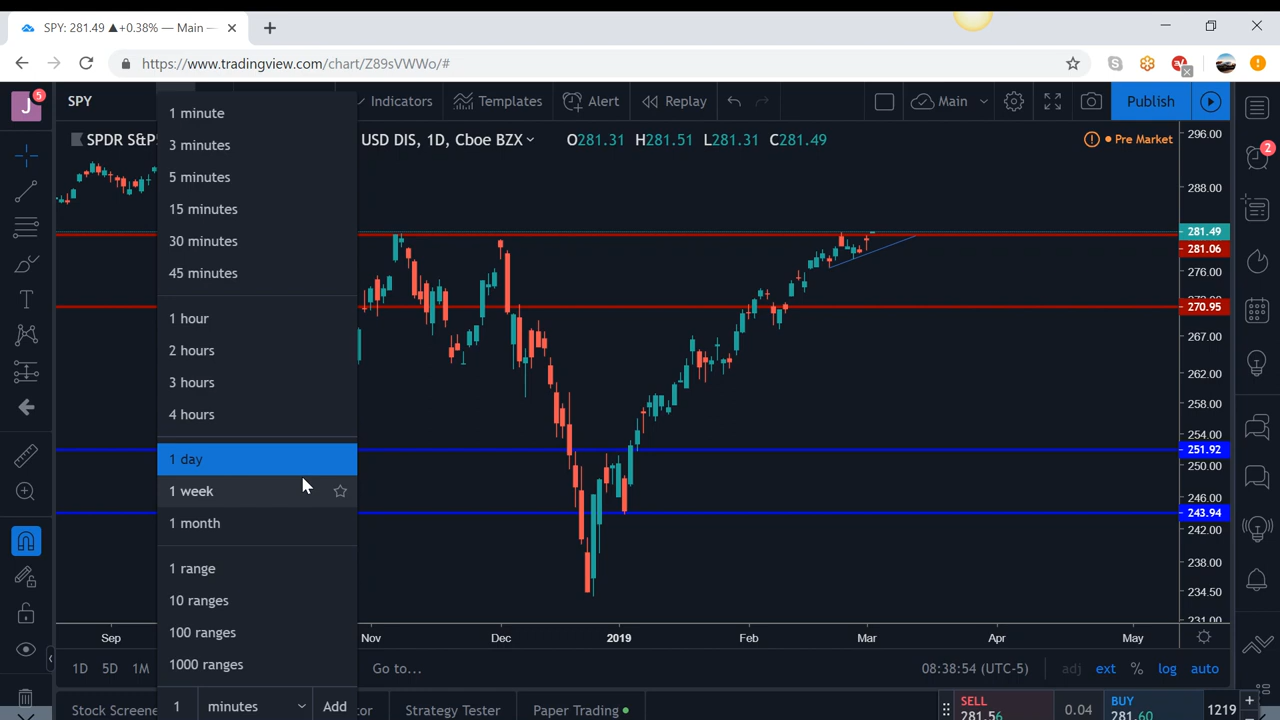 SPY: 281.49 ▲+0.38% — Main —
https://www.tradingview.com/chart/Z89sVWWo/#
J 5
SPY
Indicators
Templates
Alert
Replay
Main
Publish
SPDR S&P
USD DIS, 1D, Cboe BZX
O281.31 H281.51 L281.31 C281.49
Pre Market
2
1 minute
3 minutes
5 minutes
15 minutes
30 minutes
45 minutes
1 hour
2 hours
3 hours
4 hours
1 day
1 week
1 month
1 range
10 ranges
100 ranges
1000 ranges
1 minutes Add
296.00
288.00
281.49
281.06
276.00
270.95
267.00
262.00
258.00
254.00
251.92
250.00
246.00
243.94
242.00
238.00
234.50
231.00
Sep Nov Dec 2019 Feb Mar Apr May
1D 5D 1M
Go to...
08:38:54 (UTC-5)
adj ext % log auto
Stock Screene
Strategy Tester
Paper Trading
SELL
281.56
0.04
BUY
281.60
1219